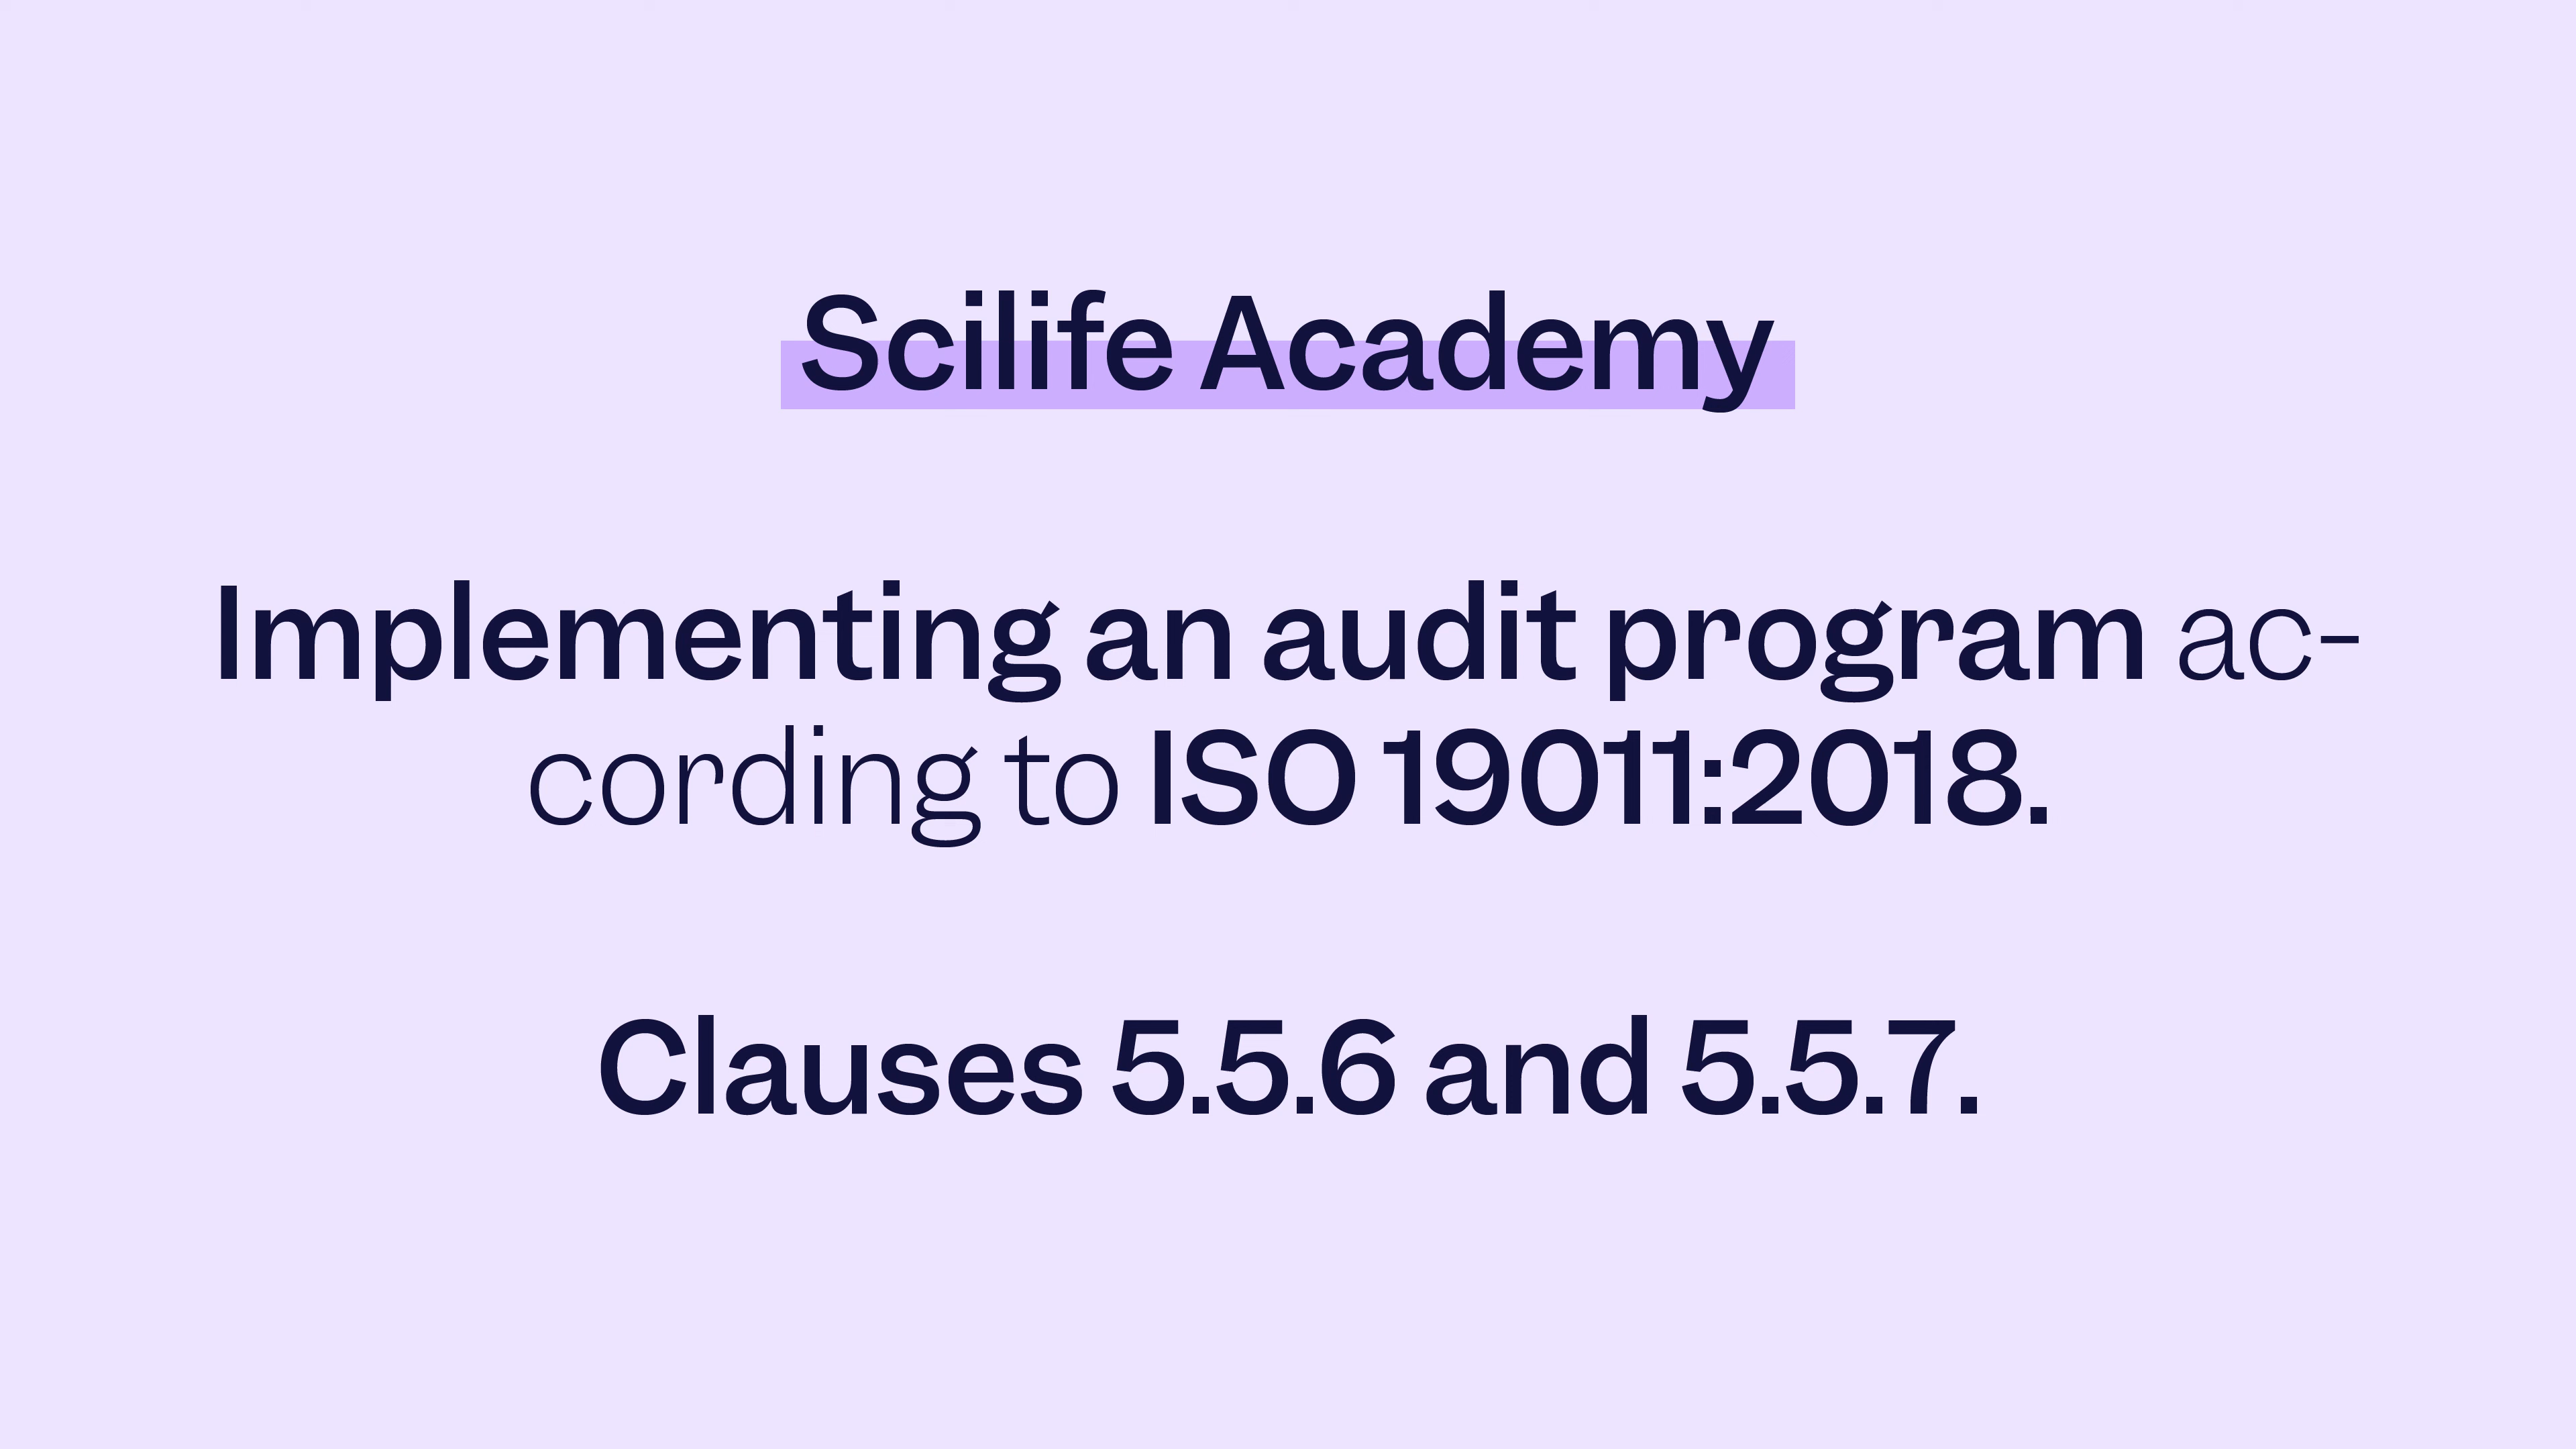 Scilife Academy
Implementing an audit program ac-
cording to ISO 19011:2018.
Clauses 5.5.6 and 5.5.7.